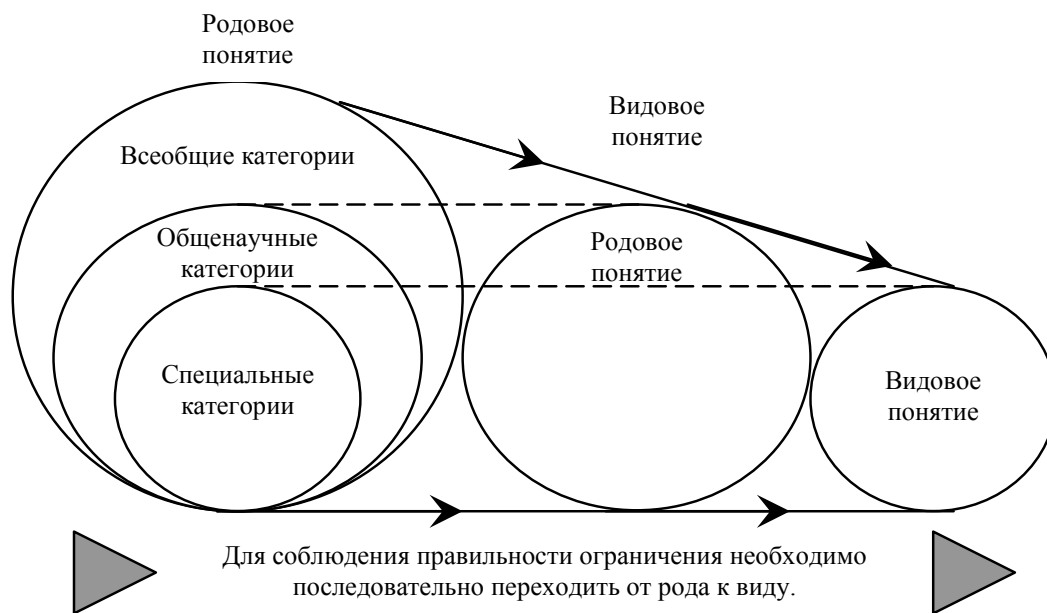 Родовое
понятие
Видовое
понятие
Всеобщие категории
Общенаучные
категории
Родовое
понятие
Специальные
категории
Видовое
понятие
Для соблюдения правильности ограничения необходимо
последовательно переходить от рода к виду.